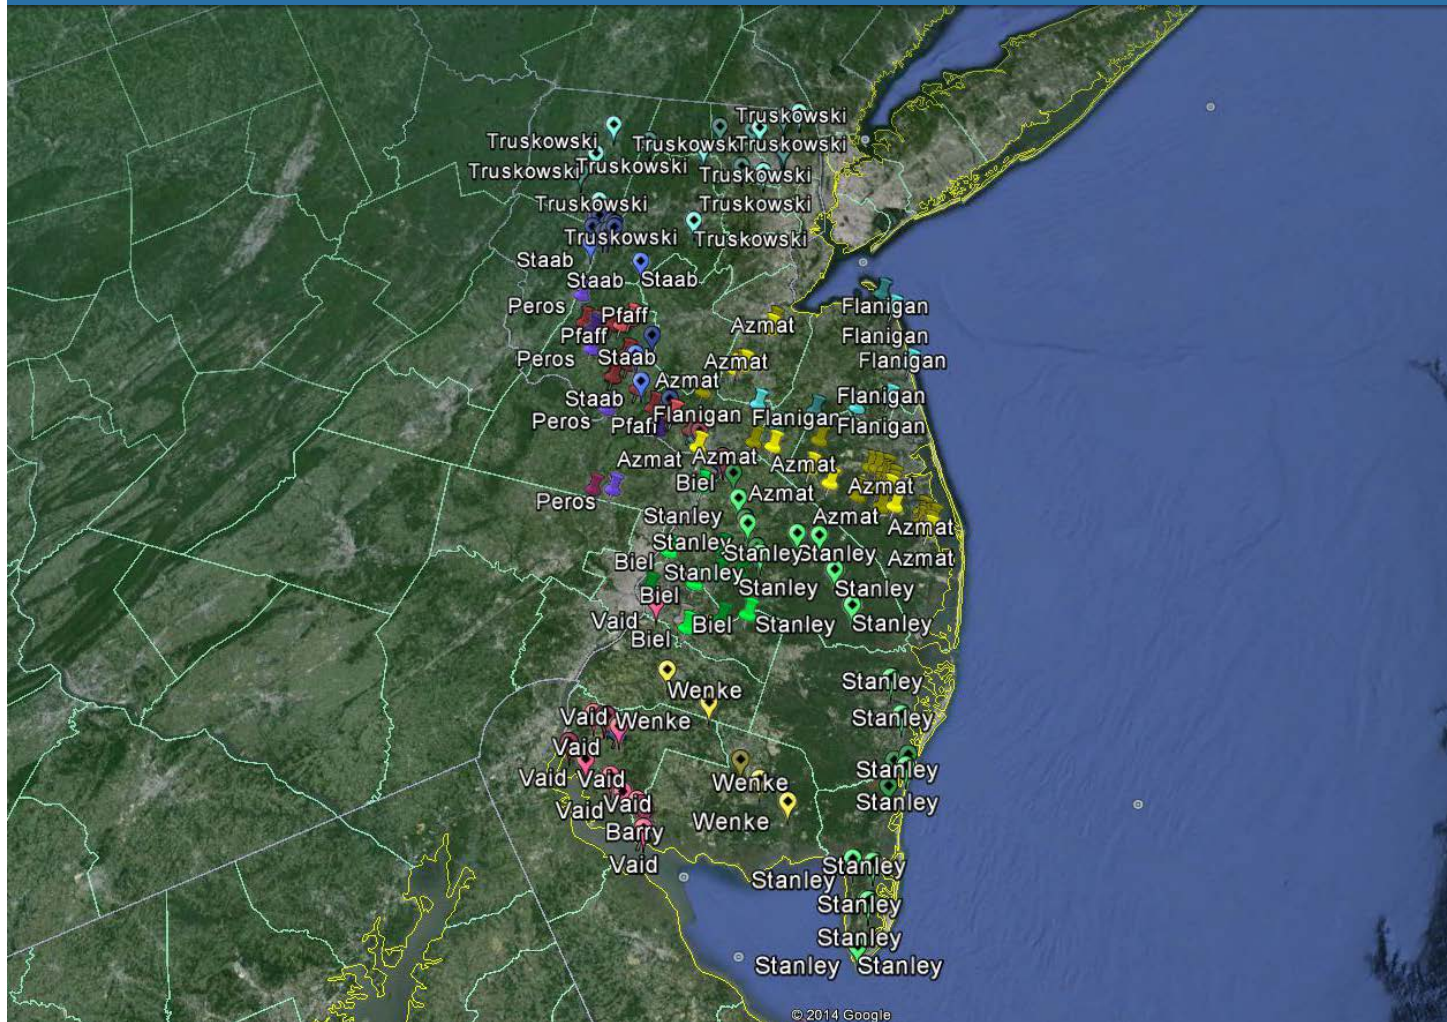 Truskowski
Truskowski Truskowski Truskowski
Truskowski Truskowski Truskowski
Truskowski Truskowski
Truskowski Truskowski
Staab
Staab Staab
Peros Pfaff Flanigan
Azmat
Pfaff Flanigan
Peros Staab Azmat Flanigan
Azmat
Staab Flanigan
Peros Pfaff Flanigan Flanigan Flanigan
Azmat Azmat Azmat
Biel Azmat Azmat
Peros
Stanley Azmat Azmat
Stanley Stanley Stanley Azmat
Biel Stanley
Biel Stanley Stanley
Vaid Biel Stanley Stanley
Biel
Stanley
Wenke
Vaid Wenke Stanley
Vaid
Vaid Vaid Wenke Stanley
Vaid Vaid Stanley
Barry Wenke
Vaid Stanley
Stanley
Stanley
Stanley
Stanley Stanley
© 2014 Google